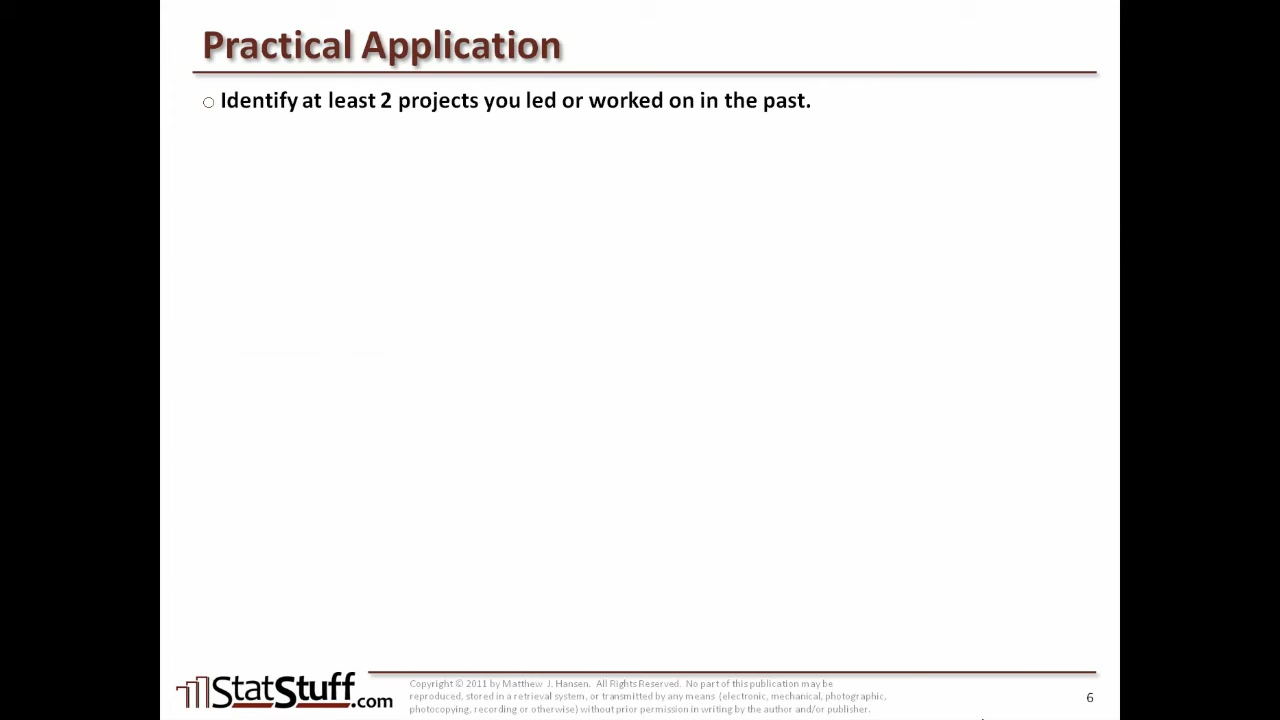 Practical Application
○ Identify at least 2 projects you led or worked on in the past.
StatStuff.com
Copyright © 2011 by Matthew J. Hansen. All Rights Reserved. No part of this publication may be
reproduced, stored in a retrieval system, or transmitted by any means (electronic, mechanical, photographic,
photocopying, recording or otherwise) without prior permission in writing by the author and/or publisher.
6